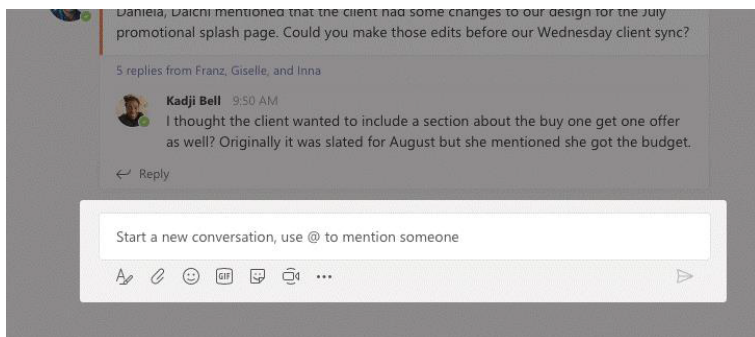 Daniela, Daichi mentioned that the client had some changes to our design for the July
promotional splash page. Could you make those edits before our Wednesday client sync?
5 replies from Franz, Giselle, and Inna
Kadji Bell 9:50 AM
I thought the client wanted to include a section about the buy one get one offer
as well? Originally it was slated for August but she mentioned she got the budget.
Reply
Start a new conversation, use @ to mention someone
GIF